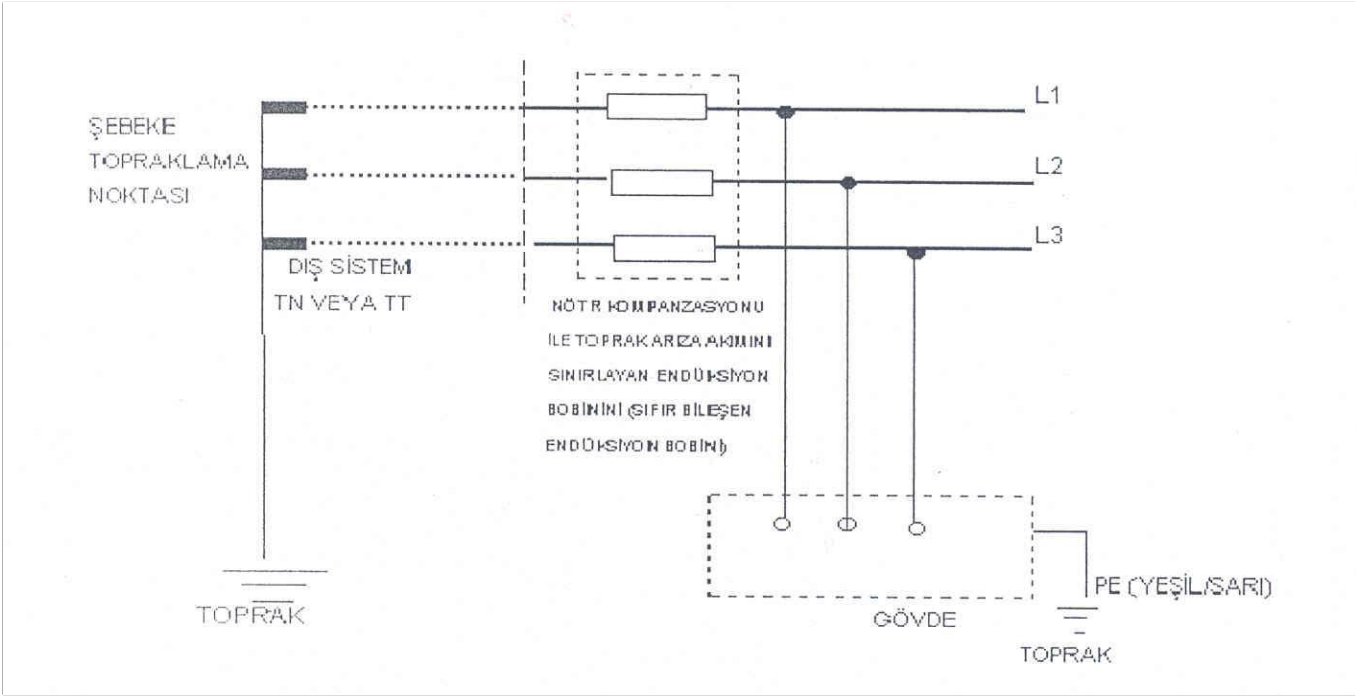 ŞEBEKE
TOPRAKLAMA
NOKTASI
L1
L2
L3
DIŞ SİSTEM
TN VEYA TT
NÖTR KOMPANZASYONU
İLE TOPRAK ARIZA AKIMINI
SINIRLAYAN ENDÜKSİYON
BOBİNİNİ (SIFIR BİLEŞEN
ENDÜKSİYON BOBİNİ)
TOPRAK
GÖVDE
PE (YEŞİL/SARI)
TOPRAK